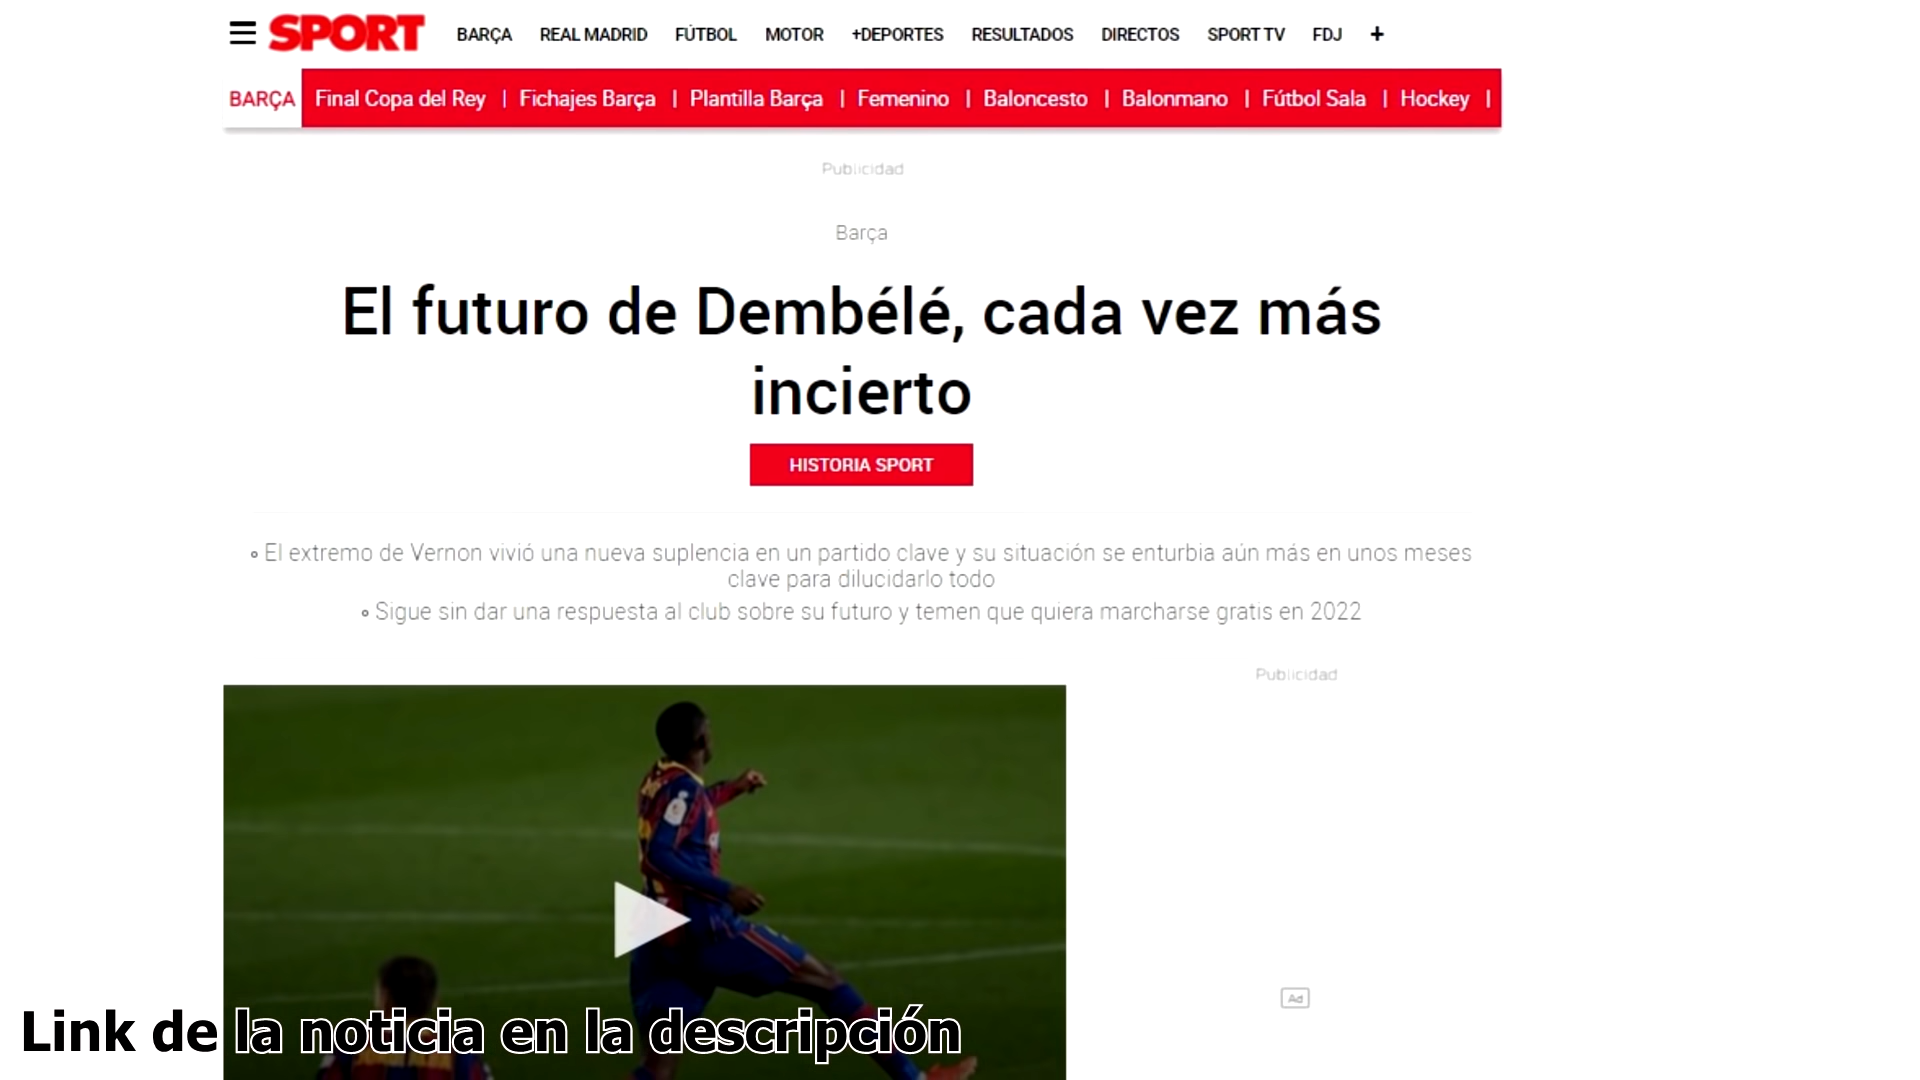 SPORT BARÇA REAL MADRID FÚTBOL MOTOR +DEPORTES RESULTADOS DIRECTOS SPORT TV FDJ +
BARÇA Final Copa del Rey | Fichajes Barça | Plantilla Barça | Femenino | Baloncesto | Balonmano | Fútbol Sala | Hockey |
Publicidad
Barça
El futuro de Dembélé, cada vez más
incierto
HISTORIA SPORT
El extremo de Vernon vivió una nueva suplencia en un partido clave y su situación se enturbia aún más en unos meses
clave para dilucidarlo todo
Sigue sin dar una respuesta al club sobre su futuro y temen que quiera marcharse gratis en 2022
Publicidad
Ad
Link de la noticia en la descripción